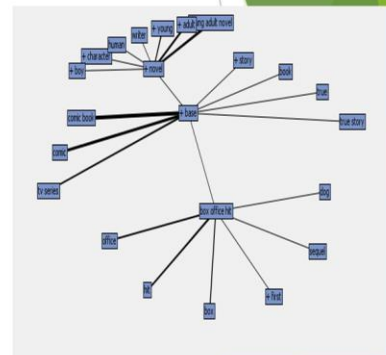 + young
+ adult
ng adult novel
writer
human
+ character
+ boy
+ novel
+ story
book
true
true story
+ base
comic book
comic
tv series
box office hit
dog
office
sequel
hit
box
+ first